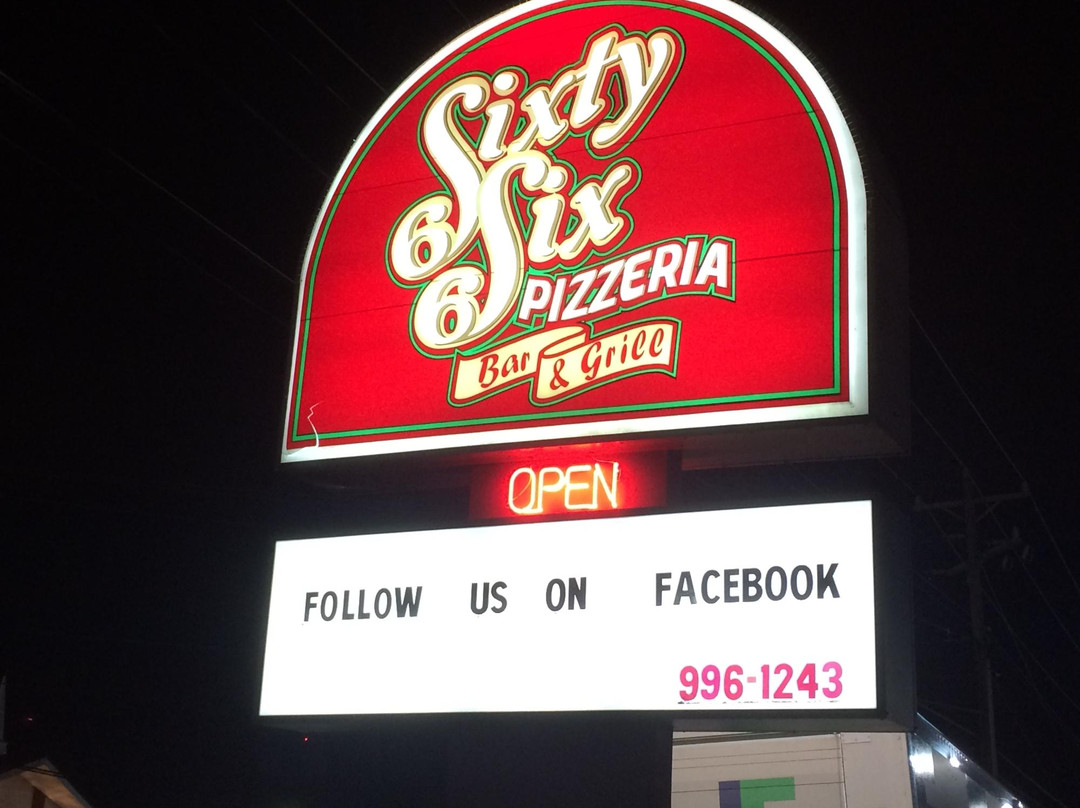 Sixty
6 Six
6 PIZZERIA
Bar & Grill
OPEN
FOLLOW US ON FACEBOOK
996-1243